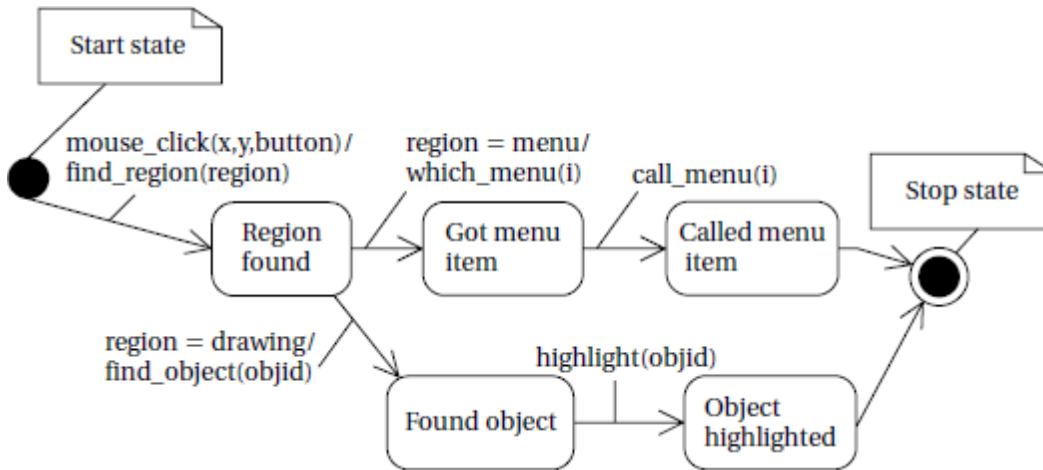 Start state
mouse_click(x,y,button)/
find_region(region)
region = menu/
which_menu(i)
call_menu(i)
Stop state
Region
found
Got menu
item
Called menu
item
region = drawing/
find_object(objid)
highlight(objid)
Found object
Object
highlighted